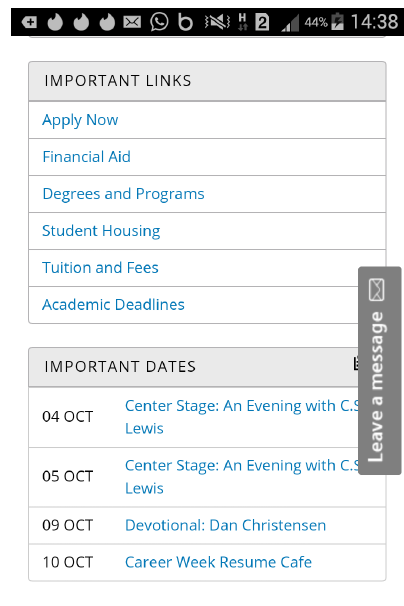 H
2
44%
14:38
IMPORTANT LINKS
Apply Now
Financial Aid
Degrees and Programs
Student Housing
Tuition and Fees
Academic Deadlines
Leave a message
IMPORTANT DATES
04 OCT
Center Stage: An Evening with C.S
Lewis
05 OCT
Center Stage: An Evening with C.S
Lewis
09 OCT
Devotional: Dan Christensen
10 OCT
Career Week Resume Cafe